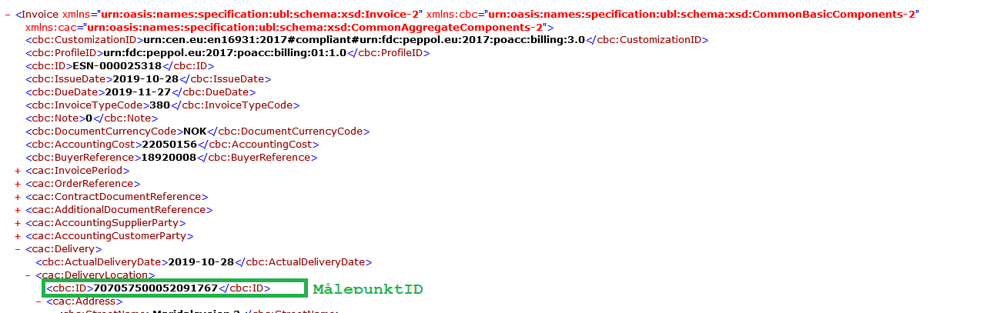 − <Invoice xmlns="urn:oasis:names:specification:ubl:schema:xsd:Invoice-2" xmlns:cbc="urn:oasis:names:specification:ubl:schema:xsd:CommonBasicComponents-2"
xmlns:cac="urn:oasis:names:specification:ubl:schema:xsd:CommonAggregateComponents-2">
<cbc:CustomizationID>urn:cen.eu:en16931:2017#compliant#urn:fdc:peppol.eu:2017:poacc:billing:3.0</cbc:CustomizationID>
<cbc:ProfileID>urn:fdc:peppol.eu:2017:poacc:billing:01:1.0</cbc:ProfileID>
<cbc:ID>ESN-000025318</cbc:ID>
<cbc:IssueDate>2019-10-28</cbc:IssueDate>
<cbc:DueDate>2019-11-27</cbc:DueDate>
<cbc:InvoiceTypeCode>380</cbc:InvoiceTypeCode>
<cbc:Note>0</cbc:Note>
<cbc:DocumentCurrencyCode>NOK</cbc:DocumentCurrencyCode>
<cbc:AccountingCost>22050156</cbc:AccountingCost>
<cbc:BuyerReference>18920008</cbc:BuyerReference>
+ <cac:InvoicePeriod>
+ <cac:OrderReference>
+ <cac:ContractDocumentReference>
+ <cac:AdditionalDocumentReference>
+ <cac:AccountingSupplierParty>
+ <cac:AccountingCustomerParty>
− <cac:Delivery>
<cbc:ActualDeliveryDate>2019-10-28</cbc:ActualDeliveryDate>
− <cac:DeliveryLocation>
<cbc:ID>707057500052091767</cbc:ID> MålepunktID
− <cac:Address>